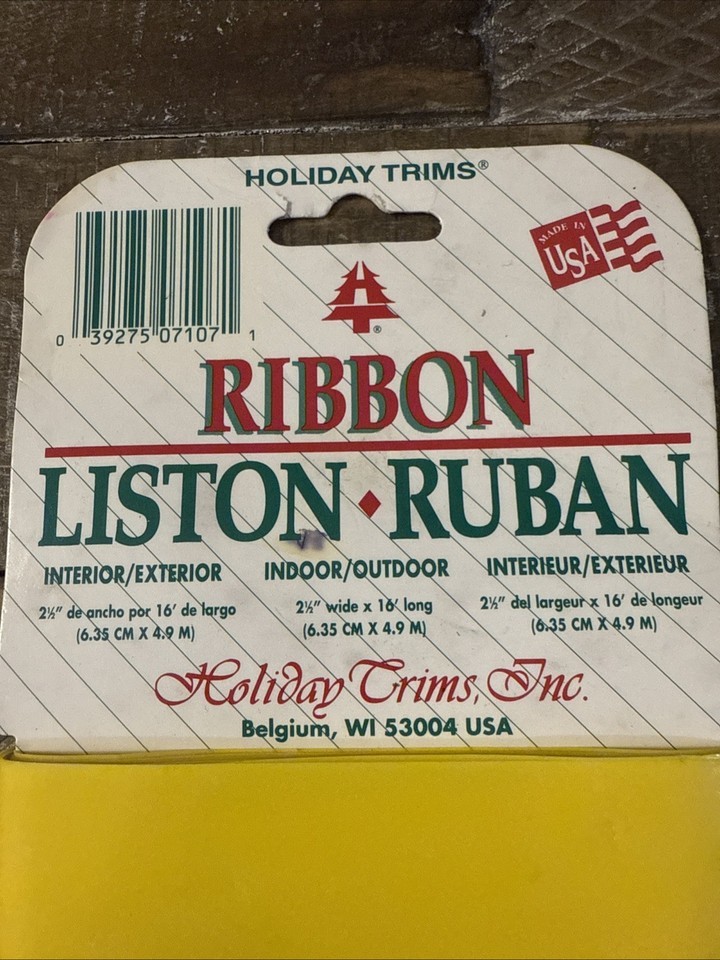 HOLIDAY TRIMS®
MADE IN
USA
0 39275 07107 1
H®
RIBBON
LISTON ♦ RUBAN
INTERIOR/EXTERIOR
2½" de ancho por 16' de largo
(6.35 CM X 4.9 M)
INDOOR/OUTDOOR
2½" wide x 16' long
(6.35 CM X 4.9 M)
INTERIEUR/EXTERIEUR
2½" del largeur x 16' de longeur
(6.35 CM X 4.9 M)
Holiday Trims, Inc.
Belgium, WI 53004 USA